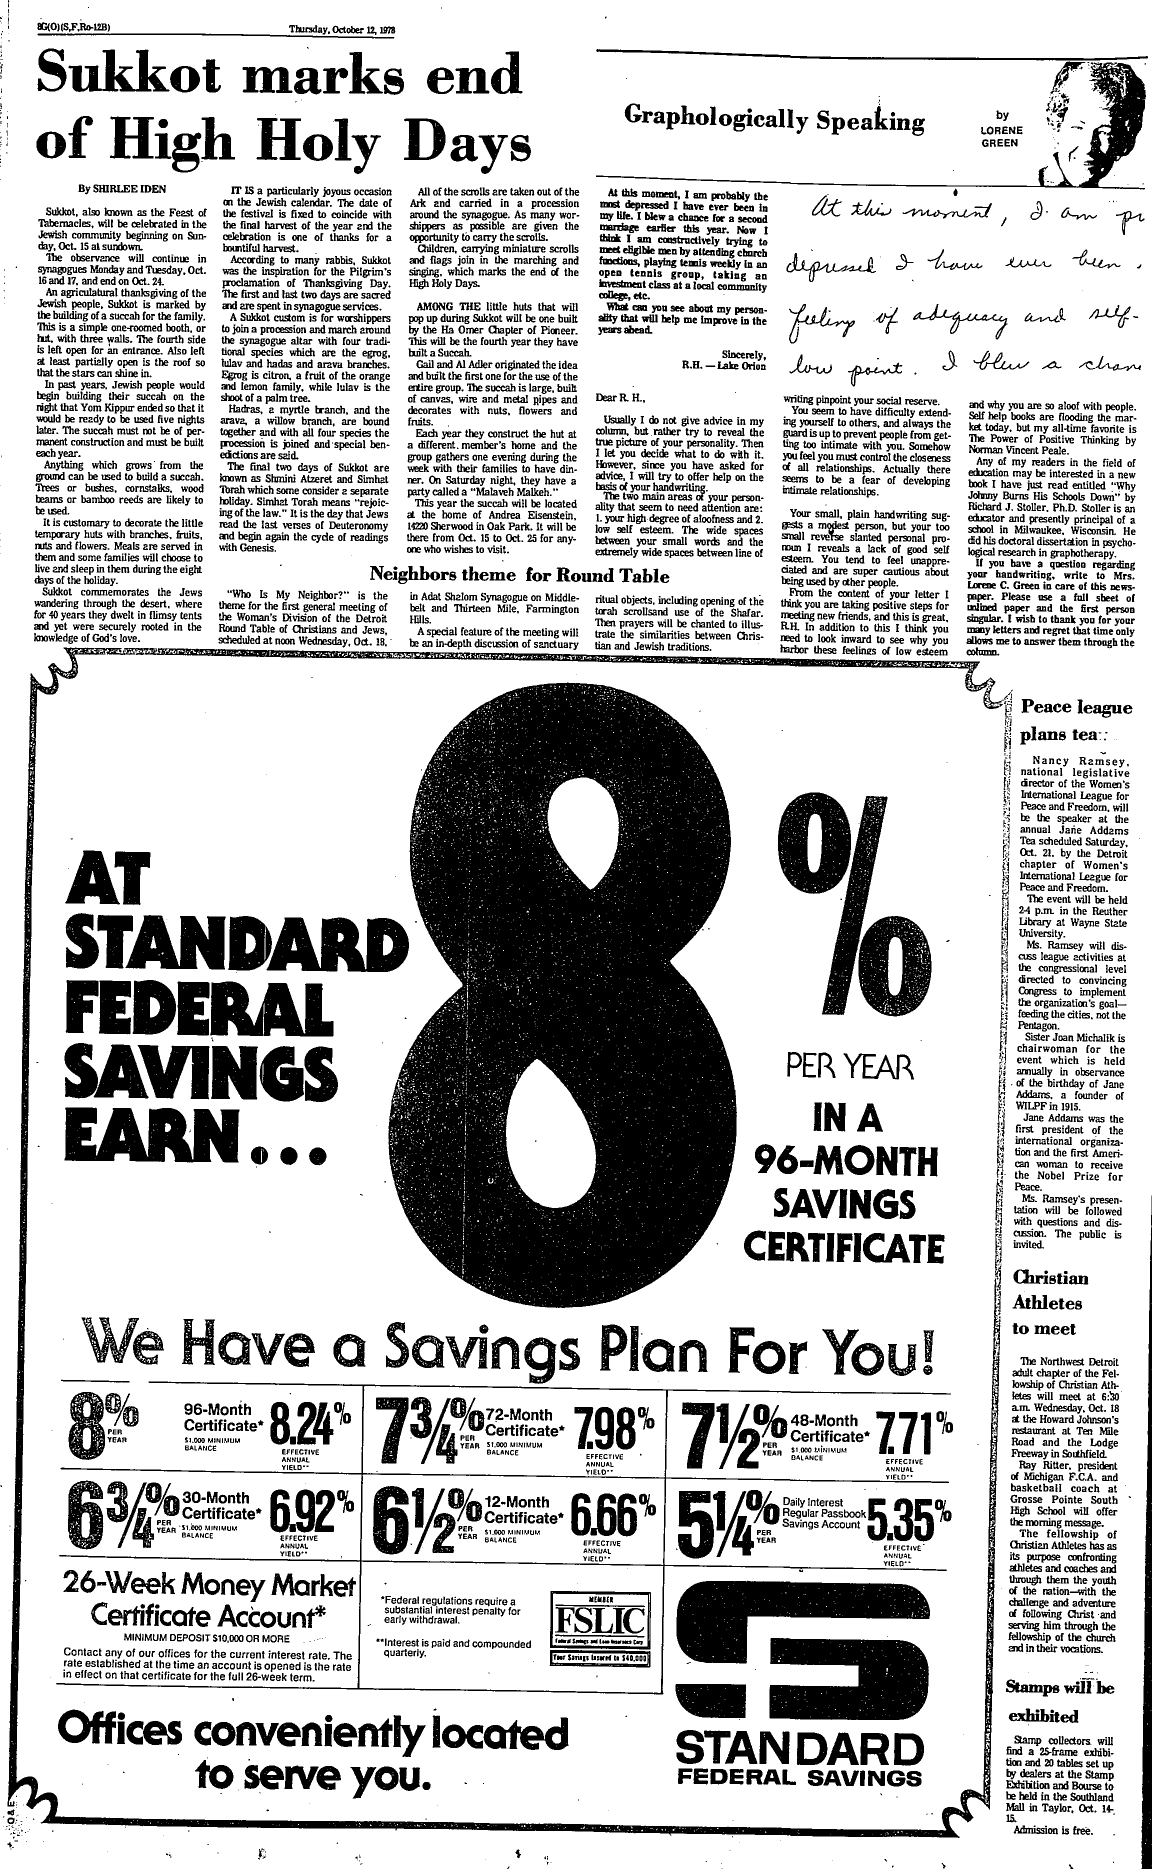 8G(O)(S,F,Ro-12B)
Thursday, October 12, 1978
Sukkot marks end
of High Holy Days
By SHIRLEE IDEN
Sukkot, also known as the Feast of
Tabernacles, will be celebrated in the
Jewish community beginning on Sun-
day, Oct. 15 at sundown.
The observance will continue in
synagogues Monday and Tuesday, Oct.
16 and 17, and end on Oct. 24.
An agriculatural thanksgiving of the
Jewish people, Sukkot is marked by
the building of a succah for the family.
This is a simple one-roomed booth, or
hut, with three walls. The fourth side
is left open for an entrance. Also left
at least partially open is the roof so
that the stars can shine in.
In past years, Jewish people would
begin building their succah on the
night that Yom Kippur ended so that it
would be ready to be used five nights
later. The succah must not be of per-
manent construction and must be built
each year.
Anything which grows from the
ground can be used to build a succah.
Trees or bushes, cornstalks, wood
beams or bamboo reeds are likely to
be used.
It is customary to decorate the little
temporary huts with branches, fruits,
nuts and flowers. Meals are served in
them and some families will choose to
live and sleep in them during the eight
days of the holiday.
Sukkot commemorates the Jews
wandering through the desert, where
for 40 years they dwelt in flimsy tents
and yet were securely rooted in the
knowledge of God's love.
IT IS a particularly joyous occasion
on the Jewish calendar. The date of
the festival is fixed to coincide with
the final harvest of the year and the
celebration is one of thanks for a
bountiful harvest.
According to many rabbis, Sukkot
was the inspiration for the Pilgrim's
proclamation of Thanksgiving Day.
The first and last two days are sacred
and are spent in synagogue services.
A Sukkot custom is for worshippers
to join a procession and march around
the synagogue altar with four tradi-
tional species which are the egrog,
lulav and hadas and arava branches.
Egrog is citron, a fruit of the orange
and lemon family, while lulav is the
shoot of a palm tree.
Hadras, a myrtle branch, and the
arava, a willow branch, are bound
together and with all four species the
procession is joined and special ben-
edictions are said.
The final two days of Sukkot are
known as Shmini Atzeret and Simhat
Torah which some consider a separate
holiday. Simhat Torah means "rejoic-
ing of the law." It is the day that Jews
read the last verses of Deuteronomy
and begin again the cycle of readings
with Genesis.
All of the scrolls are taken out of the
Ark and carried in a procession
around the synagogue. As many wor-
shippers as possible are given the
opportunity to carry the scrolls.
Children, carrying miniature scrolls
and flags join in the marching and
singing, which marks the end of the
High Holy Days.
AMONG THE little huts that will
pop up during Sukkot will be one built
by the Ha Omer Chapter of Pioneer.
This will be the fourth year they have
built a Succah.
Gail and Al Adler originated the idea
and built the first one for the use of the
entire group. The succah is large, built
of canvas, wire and metal pipes and
decorates with nuts, flowers and
fruits.
Each year they construct the hut at
a different member's home and the
group gathers one evening during the
week with their families to have din-
ner. On Saturday night, they have a
party called a "Malaveh Malkeh."
This year the succah will be located
at the home of Andrea Eisenstein,
14220 Sherwood in Oak Park. It will be
there from Oct. 15 to Oct. 25 for any-
one who wishes to visit.
Neighbors theme for Round Table
"Who Is My Neighbor?" is the
theme for the first general meeting of
the Woman's Division of the Detroit
Round Table of Christians and Jews,
scheduled at noon Wednesday, Oct. 18,
in Adat Shalom Synagogue on Middle-
belt and Thirteen Mile, Farmington
Hills.
A special feature of the meeting will
be an in-depth discussion of sanctuary
ritual objects, including opening of the
torah scrollsand use of the Shafar.
Then prayers will be chanted to illus-
trate the similarities between Chris-
tian and Jewish traditions.
Graphologically Speaking
by
LORENE
GREEN
At this moment, I am probably the
most depressed I have ever been in
my life. I blew a chance for a second
marriage earlier this year. Now I
think I am constructively trying to
meet eligible men by attending church
functions, playing tennis weekly in an
open tennis group, taking an
investment class at a local community
college, etc.
What can you see about my person-
ality that will help me improve in the
years ahead.
Sincerely,
R.H. — Lake Orion
At this moment, I am pr
depressed I have ever been.
feeling of adequacy and self-
low point. I blew a chanc
Dear R. H.,
Usually I do not give advice in my
column, but rather try to reveal the
true picture of your personality. Then
I let you decide what to do with it.
However, since you have asked for
advice, I will try to offer help on the
basis of your handwriting.
The two main areas of your person-
ality that seem to need attention are:
1. your high degree of aloofness and 2.
low self esteem. The wide spaces
between your small words and the
extremely wide spaces between line of
writing pinpoint your social reserve.
You seem to have difficulty extend-
ing yourself to others, and always the
guard is up to prevent people from get-
ting too intimate with you. Somehow
you feel you must control the closeness
of all relationships. Actually there
seems to be a fear of developing
intimate relationships.
Your small, plain handwriting sug-
gests a modest person, but your too
small reverse slanted personal pro-
noun I reveals a lack of good self
esteem. You tend to feel unappre-
ciated and are super cautious about
being used by other people.
From the content of your letter I
think you are taking positive steps for
meeting new friends, and this is great,
R.H. In addition to this I think you
need to look inward to see why you
harbor these feelings of low esteem
and why you are so aloof with people.
Self help books are flooding the mar-
ket today, but my all-time favorite is
The Power of Positive Thinking by
Norman Vincent Peale.
Any of my readers in the field of
education may be interested in a new
book I have just read entitled "Why
Johnny Burns His Schools Down" by
Richard J. Stoller, Ph.D. Stoller is an
educator and presently principal of a
school in Milwaukee, Wisconsin. He
did his doctoral dissertation in psycho-
logical research in graphotherapy.
If you have a question regarding
your handwriting, write to Mrs.
Lorene C. Green in care of this news-
paper. Please use a full sheet of
unlined paper and the first person
singular. I wish to thank you for your
many letters and regret that time only
allows me to answer them through the
column.
AT
STANDARD
FEDERAL
SAVINGS
EARN...
8%
PER YEAR
IN A
96-MONTH
SAVINGS
CERTIFICATE
We Have a Savings Plan For You!
8% PER YEAR
96-Month
Certificate*
$1,000 MINIMUM
BALANCE
8.24%
EFFECTIVE
ANNUAL
YIELD**
7 3/4% PER YEAR
72-Month
Certificate*
$1,000 MINIMUM
BALANCE
7.98%
EFFECTIVE
ANNUAL
YIELD**
7 1/2% PER YEAR
48-Month
Certificate*
$1,000 MINIMUM
BALANCE
7.71%
EFFECTIVE
ANNUAL
YIELD**
6 3/4% PER YEAR
30-Month
Certificate*
$1,000 MINIMUM
BALANCE
6.92%
EFFECTIVE
ANNUAL
YIELD**
6 1/2% PER YEAR
12-Month
Certificate*
$1,000 MINIMUM
BALANCE
6.66%
EFFECTIVE
ANNUAL
YIELD**
5 1/4% PER YEAR
Daily Interest
Regular Passbook
Savings Account
5.35%
EFFECTIVE
ANNUAL
YIELD**
26-Week Money Market
Certificate Account*
MINIMUM DEPOSIT $10,000 OR MORE
Contact any of our offices for the current interest rate. The
rate established at the time an account is opened is the rate
in effect on that certificate for the full 26-week term.
*Federal regulations require a
substantial interest penalty for
early withdrawal.
**Interest is paid and compounded
quarterly.
MEMBER
FSLIC
Federal Savings and Loan Insurance Corp
Your Savings Insured to $40,000
Offices conveniently located
to serve you.
STANDARD
FEDERAL SAVINGS
O&E
Peace league
plans tea
Nancy Ramsey,
national legislative
director of the Women's
International League for
Peace and Freedom, will
be the speaker at the
annual Jane Addams
Tea scheduled Saturday,
Oct. 21, by the Detroit
chapter of Women's
International League for
Peace and Freedom.
The event will be held
2-4 p.m. in the Reuther
Library at Wayne State
University.
Ms. Ramsey will dis-
cuss league activities at
the congressional level
directed to convincing
Congress to implement
the organization's goal—
feeding the cities, not the
Pentagon.
Sister Joan Michalik is
chairwoman for the
event which is held
annually in observance
of the birthday of Jane
Addams, a founder of
WILPF in 1915.
Jane Addams was the
first president of the
international organiza-
tion and the first Ameri-
can woman to receive
the Nobel Prize for
Peace.
Ms. Ramsey's presen-
tation will be followed
with questions and dis-
cussion. The public is
invited.
Christian
Athletes
to meet
The Northwest Detroit
adult chapter of the Fel-
lowship of Christian Ath-
letes will meet at 6:30
a.m. Wednesday, Oct. 18
at the Howard Johnson's
restaurant at Ten Mile
Road and the Lodge
Freeway in Southfield.
Ray Ritter, president
of Michigan F.C.A. and
basketball coach at
Grosse Pointe South
High School will offer
the morning message.
The fellowship of
Christian Athletes has as
its purpose confronting
athletes and coaches and
through them the youth
of the nation—with the
challenge and adventure
of following Christ and
serving him through the
fellowship of the church
and in their vocations.
Stamps will be
exhibited
Stamp collectors will
find a 25-frame exhibi-
tion and 20 tables set up
by dealers at the Stamp
Exhibition and Bourse to
be held in the Southland
Mall in Taylor, Oct. 14-
15.
Admission is free.